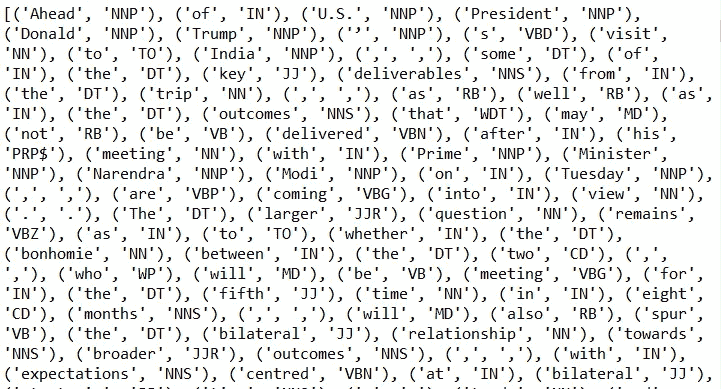 [('Ahead', 'NNP'), ('of', 'IN'), ('U.S.', 'NNP'), ('President', 'NNP'),
('Donald', 'NNP'), ('Trump', 'NNP'), ('’', 'NNP'), ('s', 'VBD'), ('visit',
'NN'), ('to', 'TO'), ('India', 'NNP'), (',', ','), ('some', 'DT'), ('of',
'IN'), ('the', 'DT'), ('key', 'JJ'), ('deliverables', 'NNS'), ('from', 'IN'),
('the', 'DT'), ('trip', 'NN'), (',', ','), ('as', 'RB'), ('well', 'RB'), ('as',
'IN'), ('the', 'DT'), ('outcomes', 'NNS'), ('that', 'WDT'), ('may', 'MD'),
('not', 'RB'), ('be', 'VB'), ('delivered', 'VBN'), ('after', 'IN'), ('his',
'PRP$'), ('meeting', 'NN'), ('with', 'IN'), ('Prime', 'NNP'), ('Minister',
'NNP'), ('Narendra', 'NNP'), ('Modi', 'NNP'), ('on', 'IN'), ('Tuesday', 'NNP'),
(',', ','), ('are', 'VBP'), ('coming', 'VBG'), ('into', 'IN'), ('view', 'NN'),
('.', '.'), ('The', 'DT'), ('larger', 'JJR'), ('question', 'NN'), ('remains',
'VBZ'), ('as', 'IN'), ('to', 'TO'), ('whether', 'IN'), ('the', 'DT'),
('bonhomie', 'NN'), ('between', 'IN'), ('the', 'DT'), ('two', 'CD'), (',',
','), ('who', 'WP'), ('will', 'MD'), ('be', 'VB'), ('meeting', 'VBG'), ('for',
'IN'), ('the', 'DT'), ('fifth', 'JJ'), ('time', 'NN'), ('in', 'IN'), ('eight',
'CD'), ('months', 'NNS'), (',', ','), ('will', 'MD'), ('also', 'RB'), ('spur',
'VB'), ('the', 'DT'), ('bilateral', 'JJ'), ('relationship', 'NN'), ('towards',
'NNS'), ('broader', 'JJR'), ('outcomes', 'NNS'), (',', ','), ('with', 'IN'),
('expectations', 'NNS'), ('centred', 'VBN'), ('at', 'IN'), ('bilateral', 'JJ'),